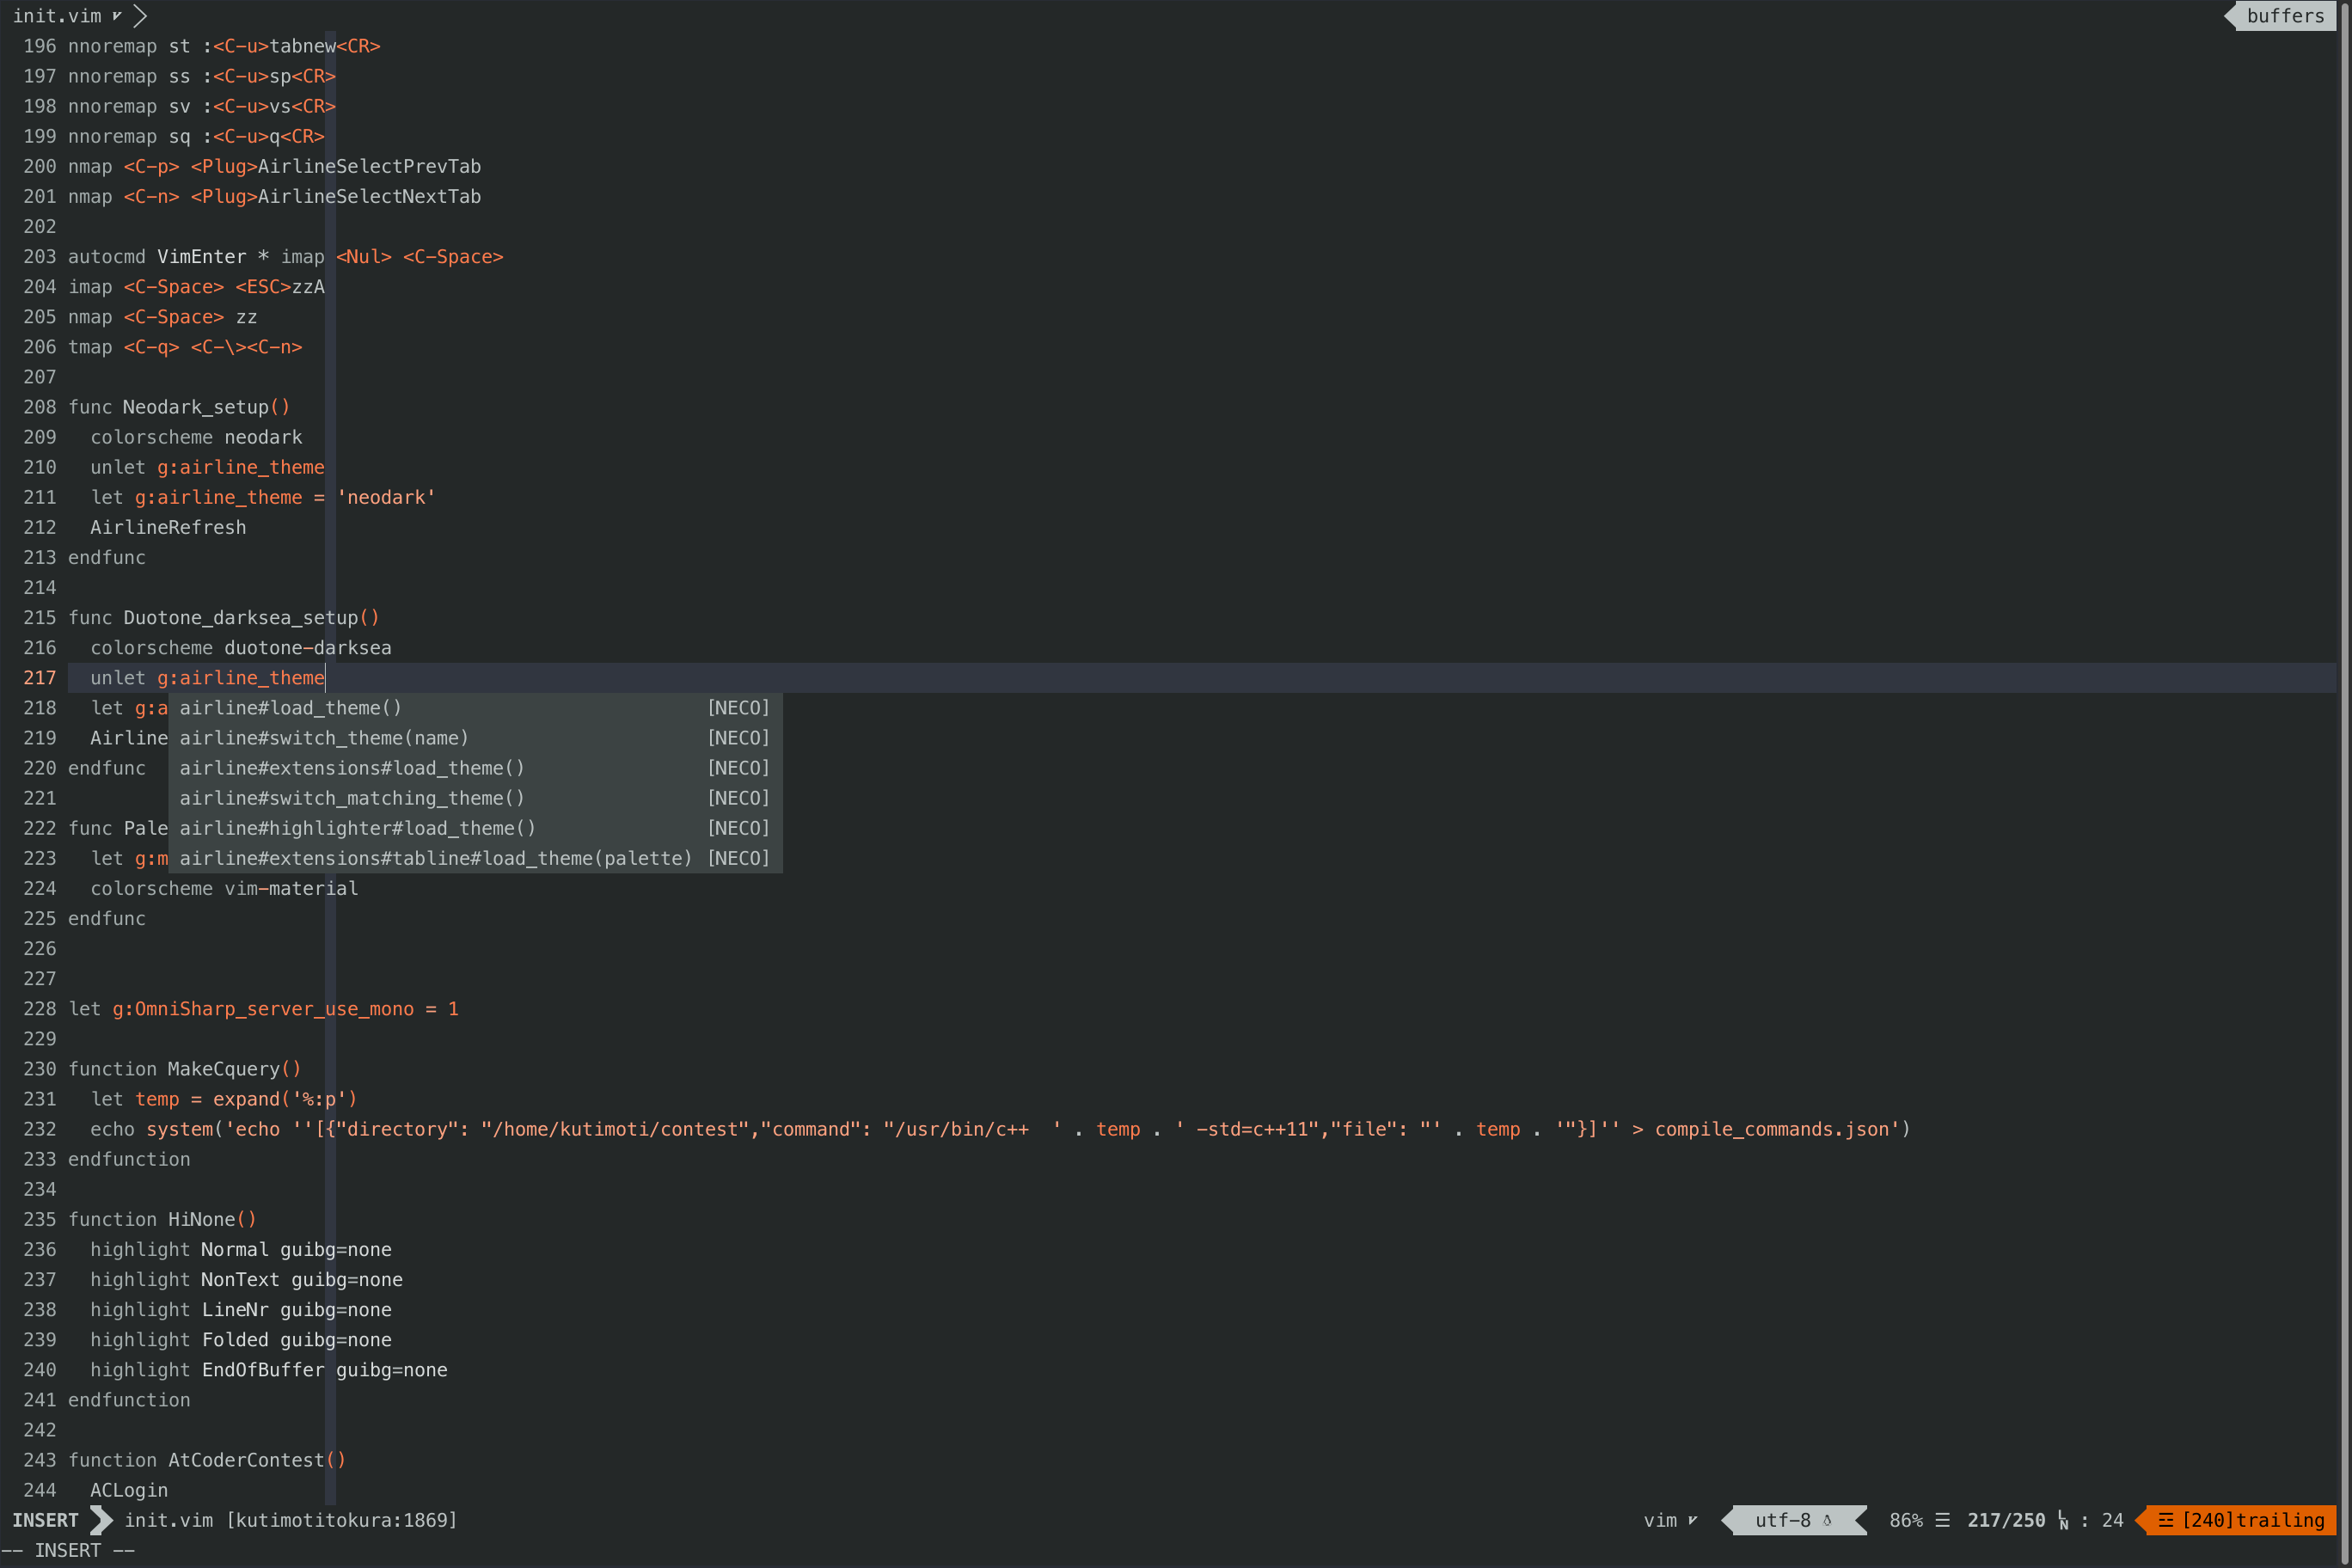 init.vim buffers
196 nnoremap st :<C-u>tabnew<CR>
197 nnoremap ss :<C-u>sp<CR>
198 nnoremap sv :<C-u>vs<CR>
199 nnoremap sq :<C-u>q<CR>
200 nmap <C-p> <Plug>AirlineSelectPrevTab
201 nmap <C-n> <Plug>AirlineSelectNextTab
202
203 autocmd VimEnter * imap <Nul> <C-Space>
204 imap <C-Space> <ESC>zzA
205 nmap <C-Space> zz
206 tmap <C-q> <C-\><C-n>
207
208 func Neodark_setup()
209   colorscheme neodark
210   unlet g:airline_theme
211   let g:airline_theme = 'neodark'
212   AirlineRefresh
213 endfunc
214
215 func Duotone_darksea_setup()
216   colorscheme duotone-darksea
217   unlet g:airline_theme
218   let g:a airline#load_theme() [NECO]
219   Airline airline#switch_theme(name) [NECO]
220 endfunc airline#extensions#load_theme() [NECO]
221 airline#switch_matching_theme() [NECO]
222 func Pale airline#highlighter#load_theme() [NECO]
223   let g:m airline#extensions#tabline#load_theme(palette) [NECO]
224   colorscheme vim-material
225 endfunc
226
227
228 let g:OmniSharp_server_use_mono = 1
229
230 function MakeCquery()
231   let temp = expand('%:p')
232   echo system('echo ''[{"directory": "/home/kutimoti/contest","command": "/usr/bin/c++  ' . temp . ' -std=c++11","file": "' . temp . '"}]'' > compile_commands.json')
233 endfunction
234
235 function HiNone()
236   highlight Normal guibg=none
237   highlight NonText guibg=none
238   highlight LineNr guibg=none
239   highlight Folded guibg=none
240   highlight EndOfBuffer guibg=none
241 endfunction
242
243 function AtCoderContest()
244   ACLogin
INSERT init.vim [kutimotitokura:1869] vim utf-8 86% ☰ 217/250 ␤ : 24 ☲ [240]trailing
-- INSERT --